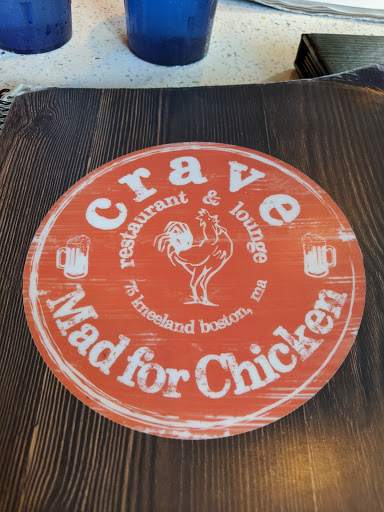 crave
restaurant & lounge
75 kneeland boston, ma
Mad for Chicken